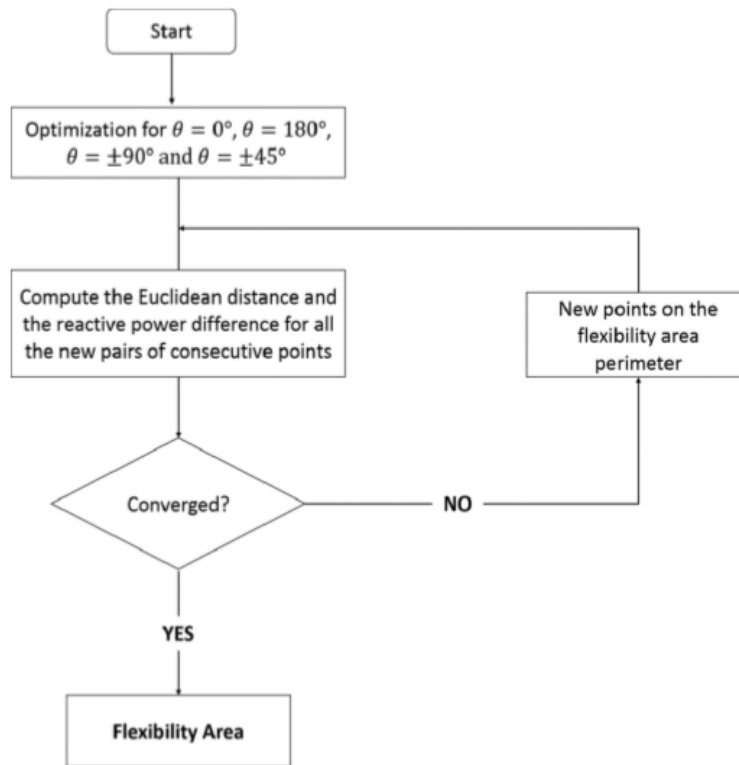 Start
Optimization for θ = 0°, θ = 180°,
θ = ±90° and θ = ±45°
Compute the Euclidean distance and
the reactive power difference for all
the new pairs of consecutive points
New points on the
flexibility area
perimeter
Converged?
NO
YES
Flexibility Area